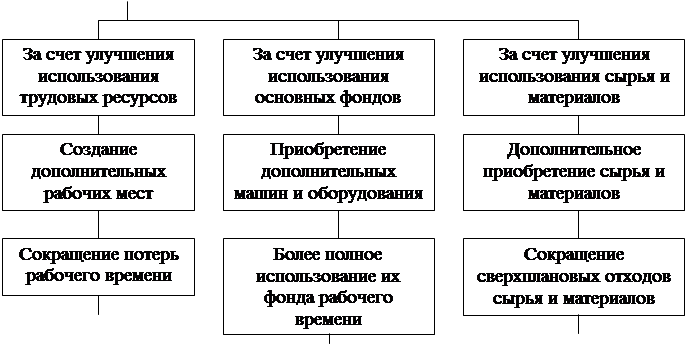 За счет улучшения
использования
трудовых ресурсов
За счет улучшения
использования
основных фондов
За счет улучшения
использования сырья и
материалов
Создание
дополнительных
рабочих мест
Приобретение
дополнительных
машин и оборудования
Дополнительное
приобретение сырья и
материалов
Сокращение потерь
рабочего времени
Более полное
использование их
фонда рабочего
времени
Сокращение
сверхплановых отходов
сырья и материалов